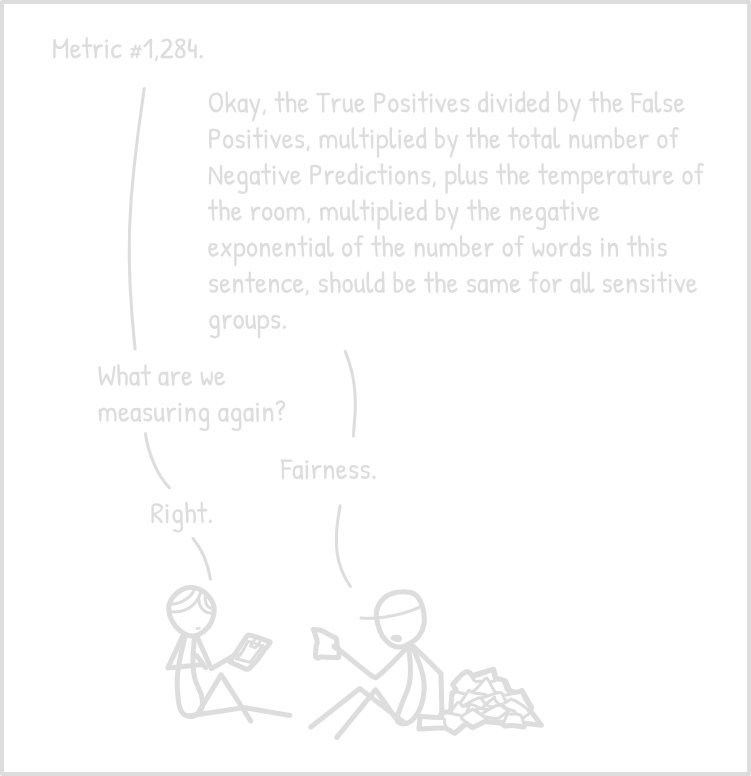 Metric #1,284.
Okay, the True Positives divided by the False
Positives, multiplied by the total number of
Negative Predictions, plus the temperature of
the room, multiplied by the negative
exponential of the number of words in this
sentence, should be the same for all sensitive
groups.
What are we
measuring again?
Fairness.
Right.